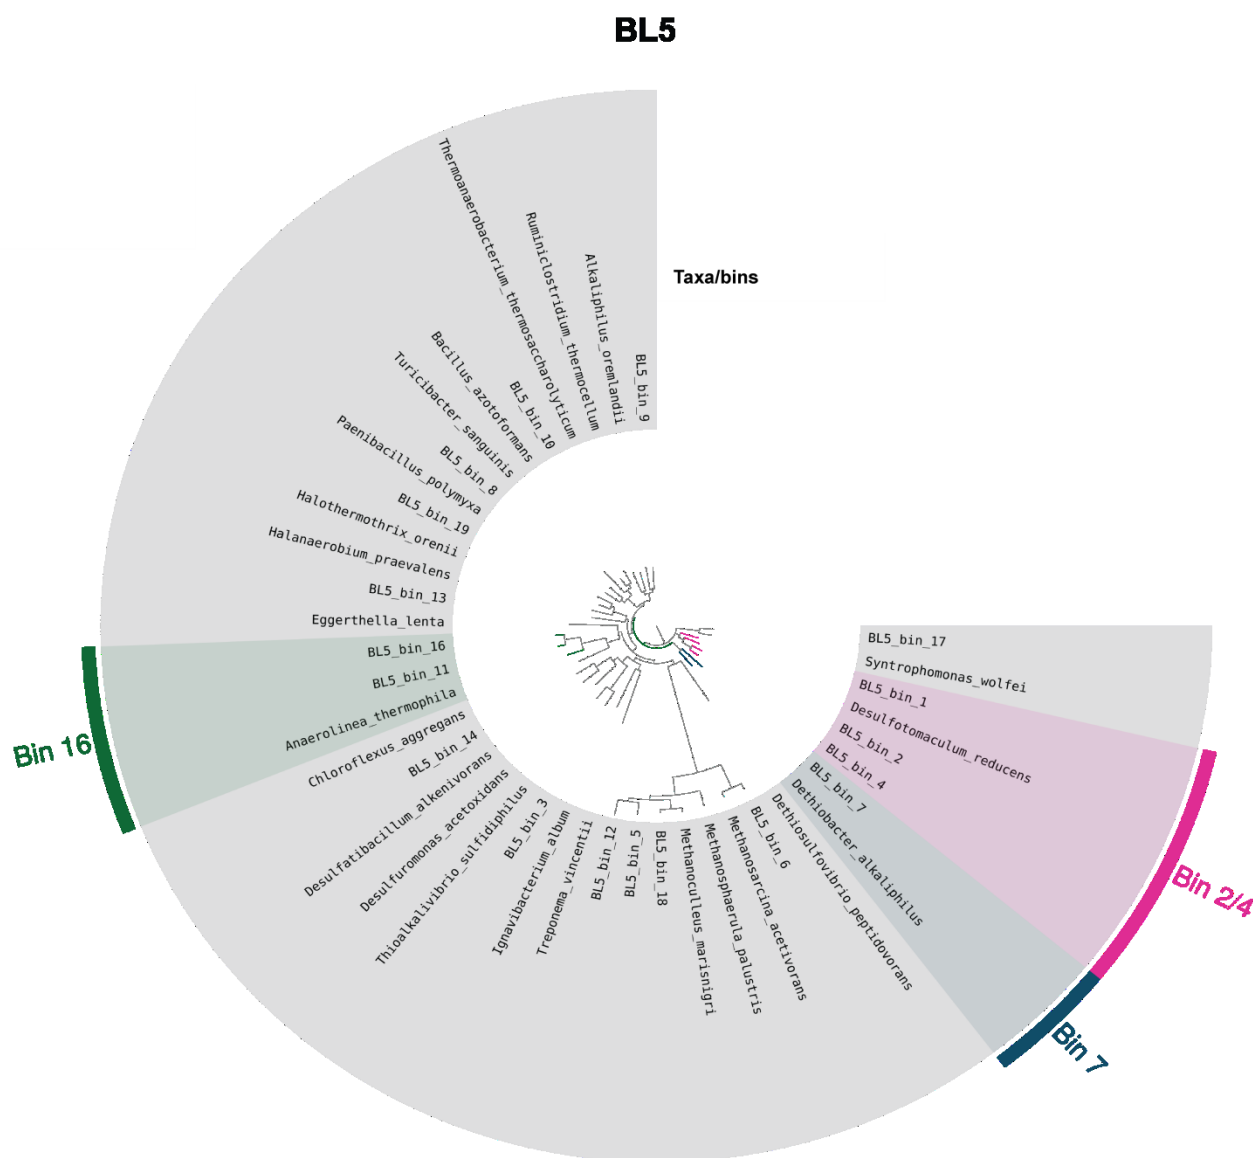 BL5
Taxa/bins
BL5_bin_9
Alkaliphilus_oremlandii
Ruminiclostridium_thermocellum
Thermoanaerobacterium_thermosaccharolyticum
BL5_bin_10
Bacillus_azotoformans
Turicibacter_sanguinis
BL5_bin_8
Paenibacillus_polymyxa
BL5_bin_19
Halothermothrix_orenii
Halanaerobium_praevalens
BL5_bin_13
Eggerthella_lenta
BL5_bin_16
BL5_bin_11
Anaerolinea_thermophila
Chloroflexus_aggregans
BL5_bin_14
Desulfatibacillum_alkenivorans
Desulfuromonas_acetoxidans
Thioalkalivibrio_sulfidiphilus
BL5_bin_3
Ignavibacterium_album
Treponema_vincentii
BL5_bin_12
BL5_bin_5
BL5_bin_18
Methanoculleus_marisnigri
Methanosphaerula_palustris
Methanosarcina_acetivorans
BL5_bin_6
Dethiosulfovibrio_peptidovorans
Dethiobacter_alkaliphilus
BL5_bin_7
BL5_bin_4
BL5_bin_2
Desulfotomaculum_reducens
BL5_bin_1
Syntrophomonas_wolfei
BL5_bin_17
Bin 16
Bin 2/4
Bin 7